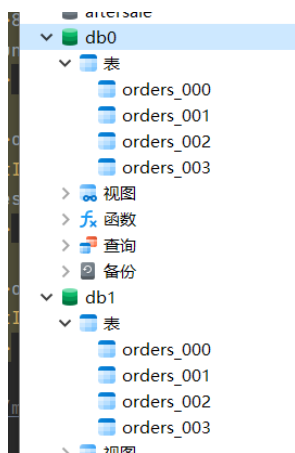 aftersale
db0
表
orders_000
orders_001
orders_002
orders_003
视图
fx 函数
查询
备份
db1
表
orders_000
orders_001
orders_002
orders_003
视图